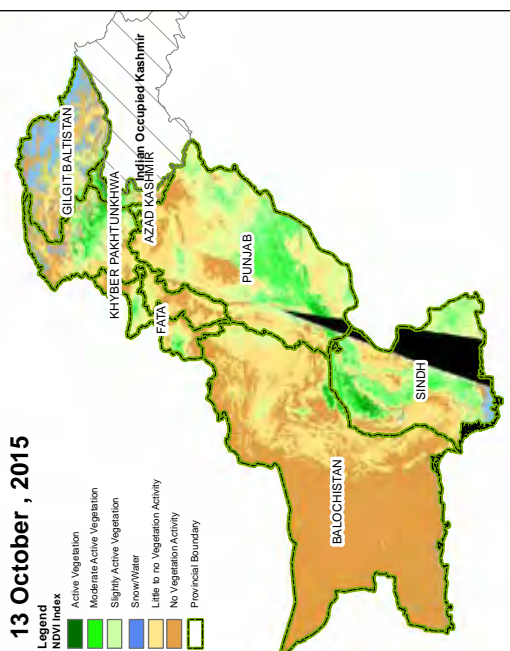 13 October , 2015
Legend
NDVI Index
Active Vegetation
Moderate Active Vegetation
Slightly Active Vegetation
Snow/Water
Little to no Vegetation Activity
No Vegetation Activity
Provincial Boundary
GILGIT BALTISTAN
KHYBER PAKHTUNKHWA
Indian Occupied Kashmir
AZAD KASHMIR
FATA
PUNJAB
BALOCHISTAN
SINDH